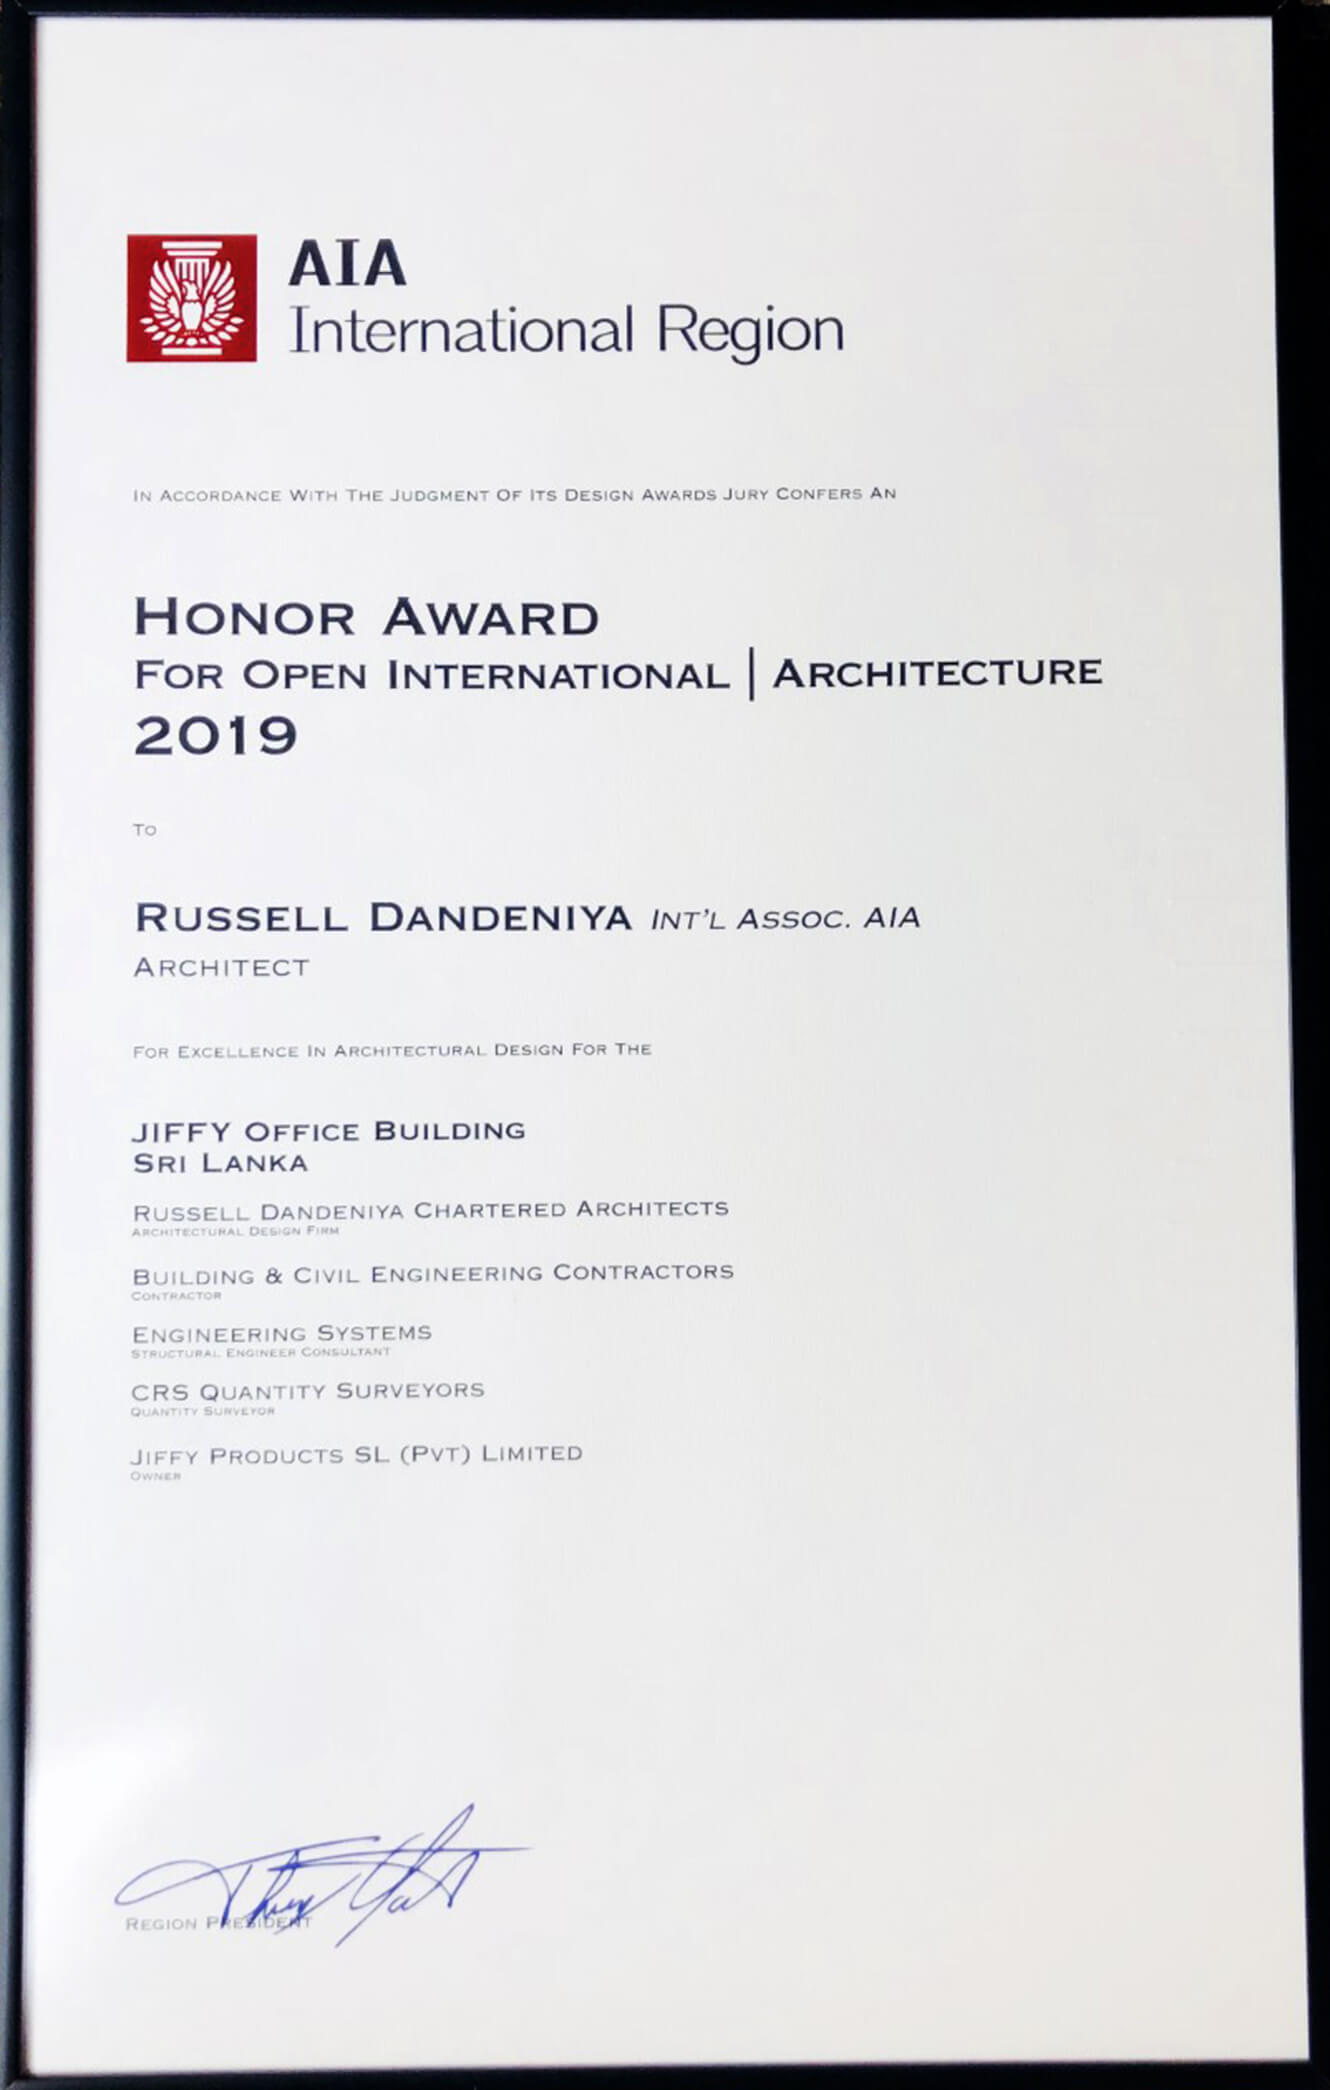 AIA
International Region
IN ACCORDANCE WITH THE JUDGMENT OF ITS DESIGN AWARDS JURY CONFERS AN
HONOR AWARD
FOR OPEN INTERNATIONAL | ARCHITECTURE
2019
TO
RUSSELL DANDENIYA INT'L ASSOC. AIA
ARCHITECT
FOR EXCELLENCE IN ARCHITECTURAL DESIGN FOR THE
JIFFY OFFICE BUILDING
SRI LANKA
RUSSELL DANDENIYA CHARTERED ARCHITECTS
ARCHITECTURAL DESIGN FIRM
BUILDING & CIVIL ENGINEERING CONTRACTORS
CONTRACTOR
ENGINEERING SYSTEMS
STRUCTURAL ENGINEER CONSULTANT
CRS QUANTITY SURVEYORS
QUANTITY SURVEYOR
JIFFY PRODUCTS SL (PVT) LIMITED
OWNER
REGION PRESIDENT